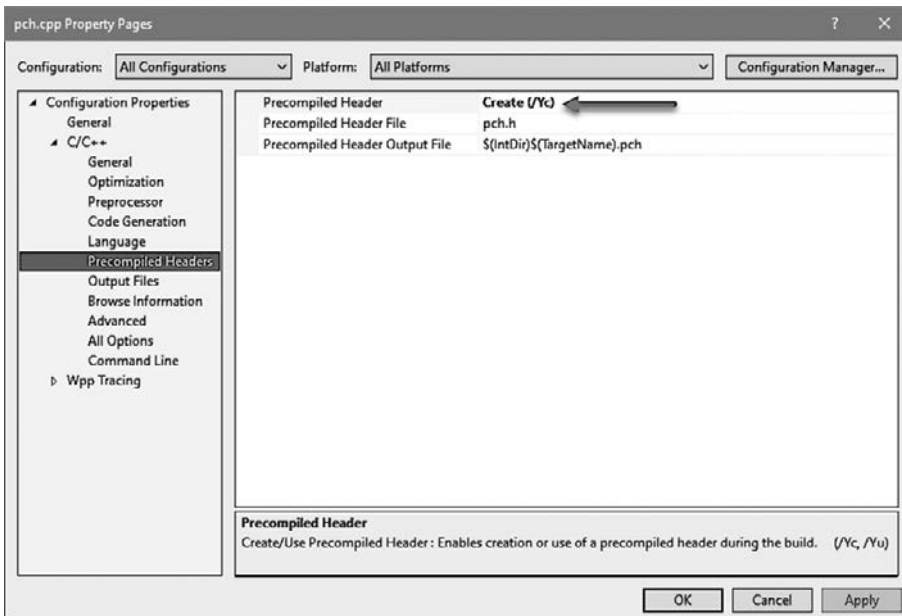 pch.cpp Property Pages ? ×
Configuration: All Configurations Platform: All Platforms Configuration Manager...
Configuration Properties
General
C/C++
General
Optimization
Preprocessor
Code Generation
Language
Precompiled Headers
Output Files
Browse Information
Advanced
All Options
Command Line
Wpp Tracing
Precompiled Header Create (/Yc)
Precompiled Header File pch.h
Precompiled Header Output File $(IntDir)$(TargetName).pch
Precompiled Header
Create/Use Precompiled Header : Enables creation or use of a precompiled header during the build. (/Yc, /Yu)
OK Cancel Apply